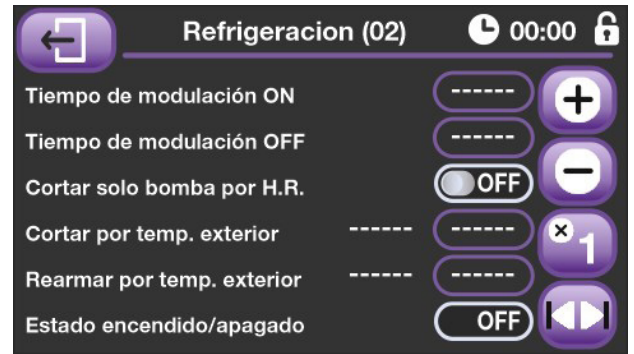 Refrigeracion (02) 00:00
Tiempo de modulación ON ------
Tiempo de modulación OFF ------
Cortar solo bomba por H.R. OFF
Cortar por temp. exterior ------ ------
Rearmar por temp. exterior ------ ------
Estado encendido/apagado OFF
+
−
×1